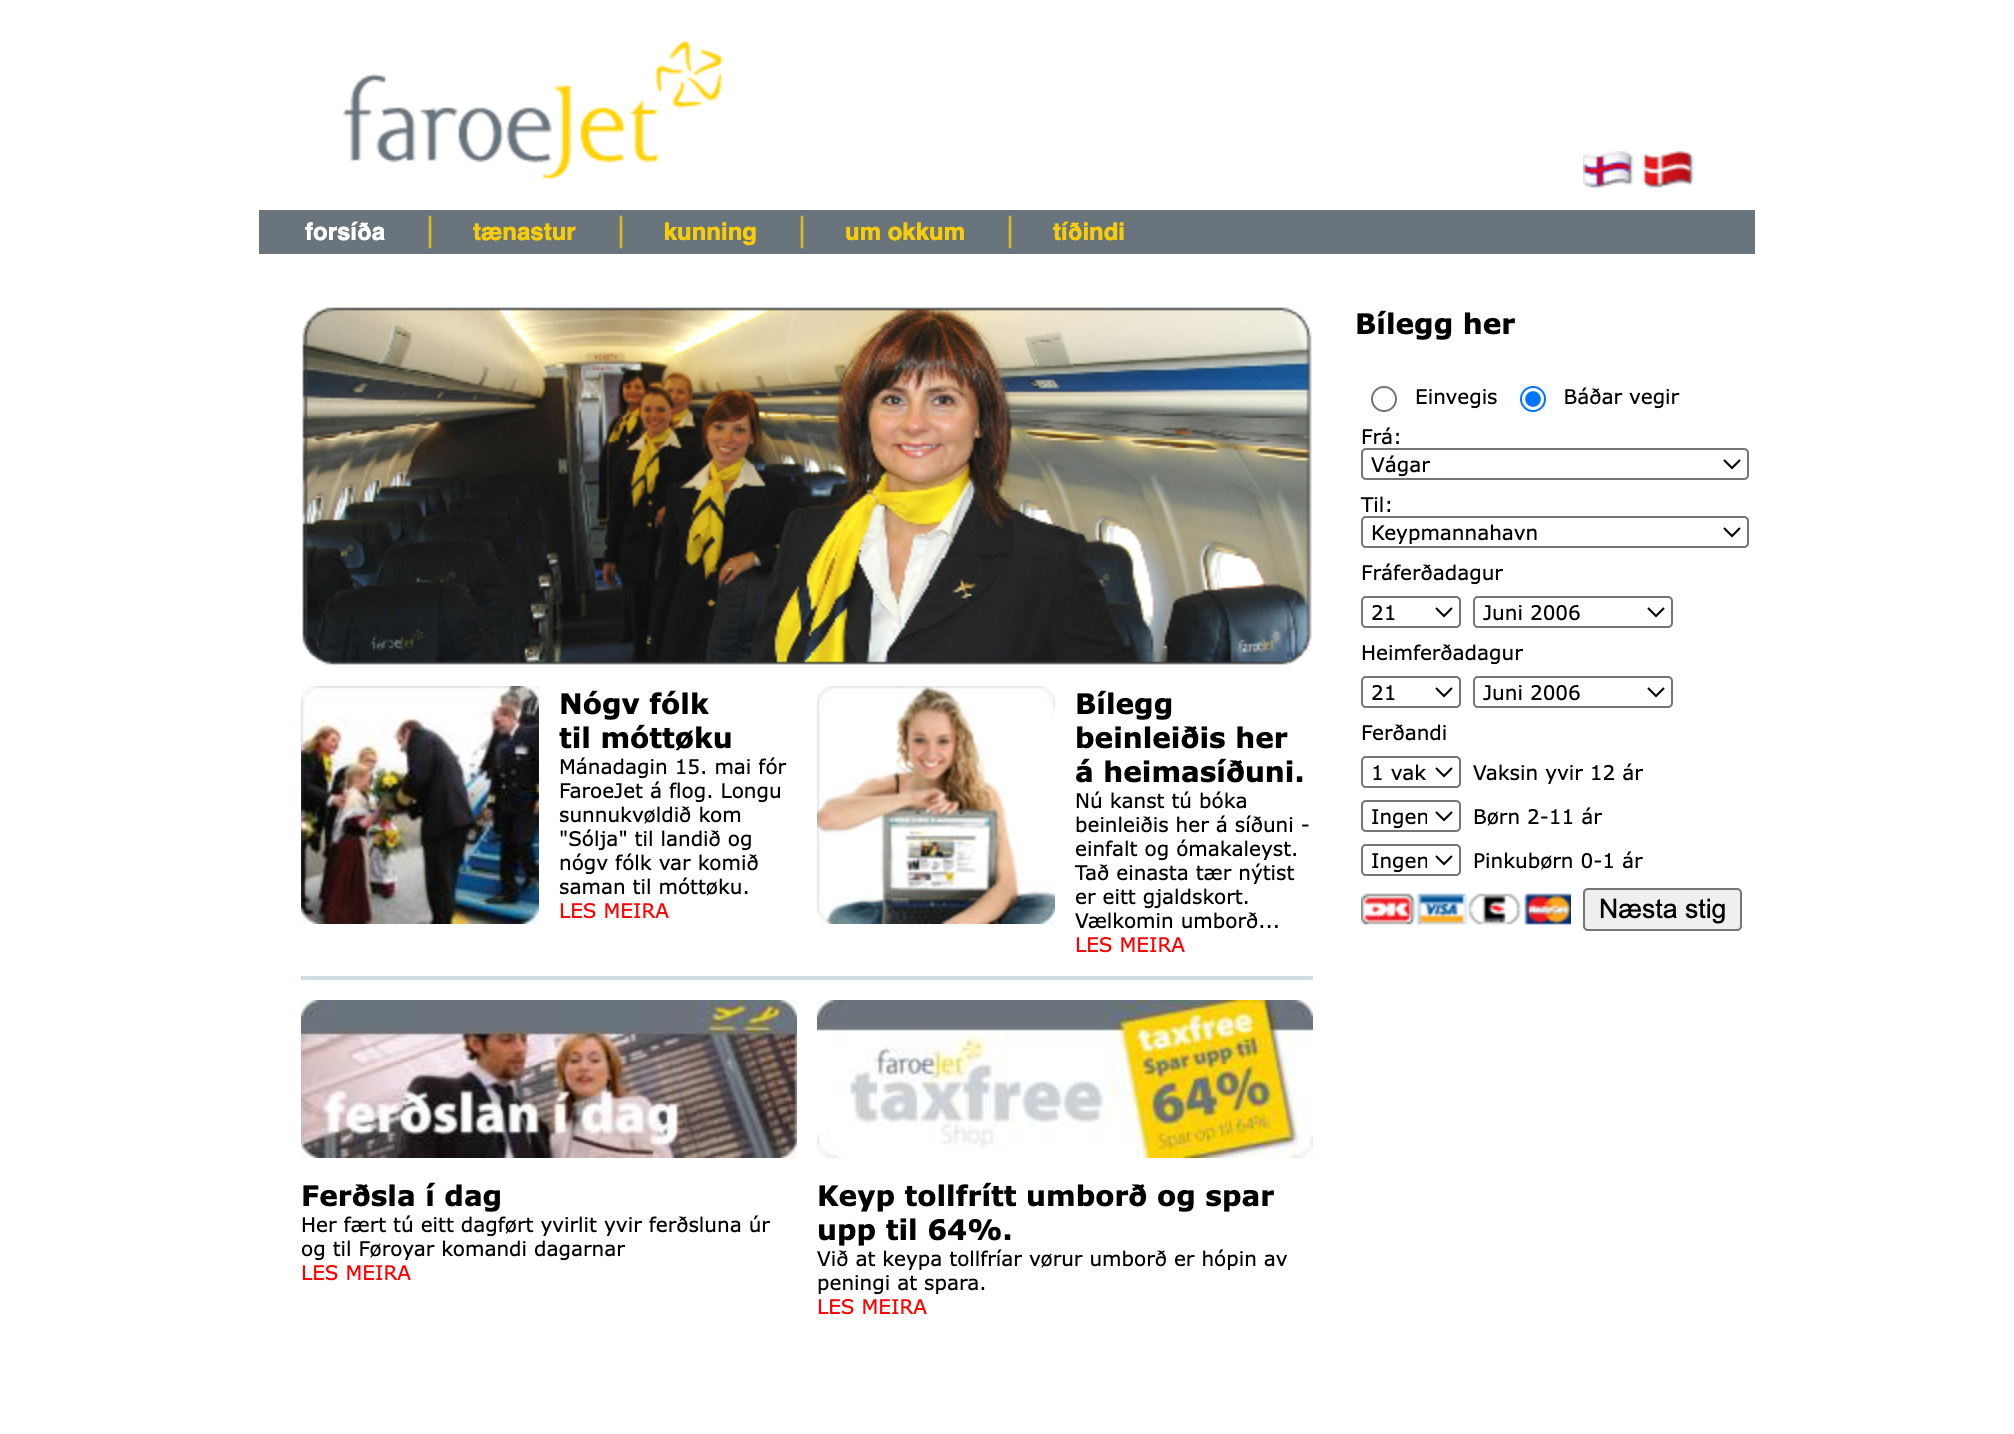 faroeJet
forsíða
tænastur
kunning
um okkum
tíðindi
faroeJet
faroeJet
Bílegg her
Einvegis
Báðar vegir
Frá:
Vágar
Til:
Keypmannahavn
Fráferðadagur
21
Juni 2006
Heimferðadagur
21
Juni 2006
Ferðandi
1 vak
Vaksin yvir 12 ár
Ingen
Børn 2-11 ár
Ingen
Pinkubørn 0-1 ár
DK VISA E MasterCard
Næsta stig
Nógv fólk
til móttøku
Mánadagin 15. mai fór
FaroeJet á flog. Longu
sunnukvøldið kom
"Sólja" til landið og
nógv fólk var komið
saman til móttøku.
LES MEIRA
Bílegg
beinleiðis her
á heimasíðuni.
Nú kanst tú bóka
beinleiðis her á síðuni -
einfalt og ómakaleyst.
Tað einasta tær nýtist
er eitt gjaldskort.
Vælkomin umborð...
LES MEIRA
ferðslan í dag
Ferðsla í dag
Her fært tú eitt dagført yvirlit yvir ferðsluna úr
og til Føroyar komandi dagarnar
LES MEIRA
faroeJet
taxfree
Shop
taxfree
Spar upp til
64%
Spar op til 64%
Keyp tollfrítt umborð og spar
upp til 64%.
Við at keypa tollfríar vørur umborð er hópin av
peningi at spara.
LES MEIRA